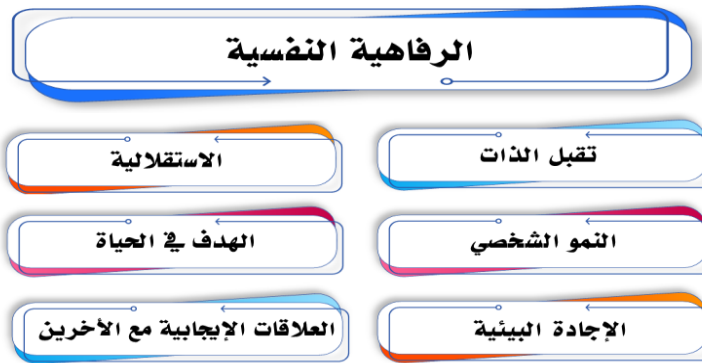 الرفاهية النفسية
تقبل الذات
الاستقلالية
النمو الشخصي
الهدف في الحياة
الإجادة البيئية
العلاقات الإيجابية مع الأخرين